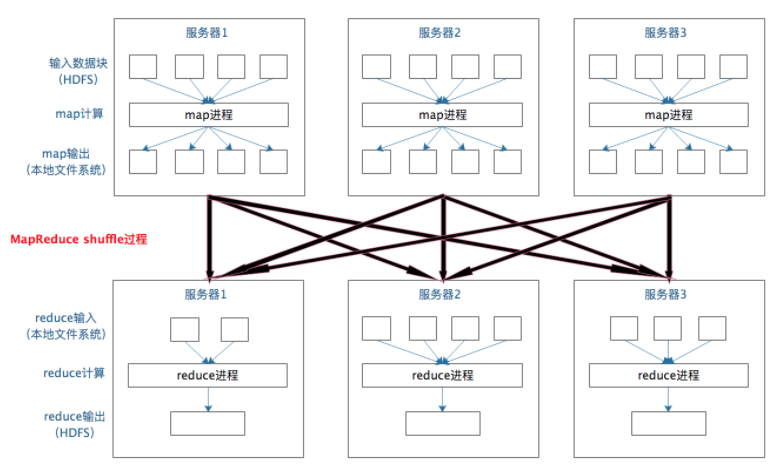 服务器1
服务器2
服务器3
输入数据块
（HDFS）
map计算
map进程
map进程
map进程
map输出
（本地文件系统）
MapReduce shuffle过程
服务器1
服务器2
服务器3
reduce输入
（本地文件系统）
reduce计算
reduce进程
reduce进程
reduce进程
reduce输出
（HDFS）